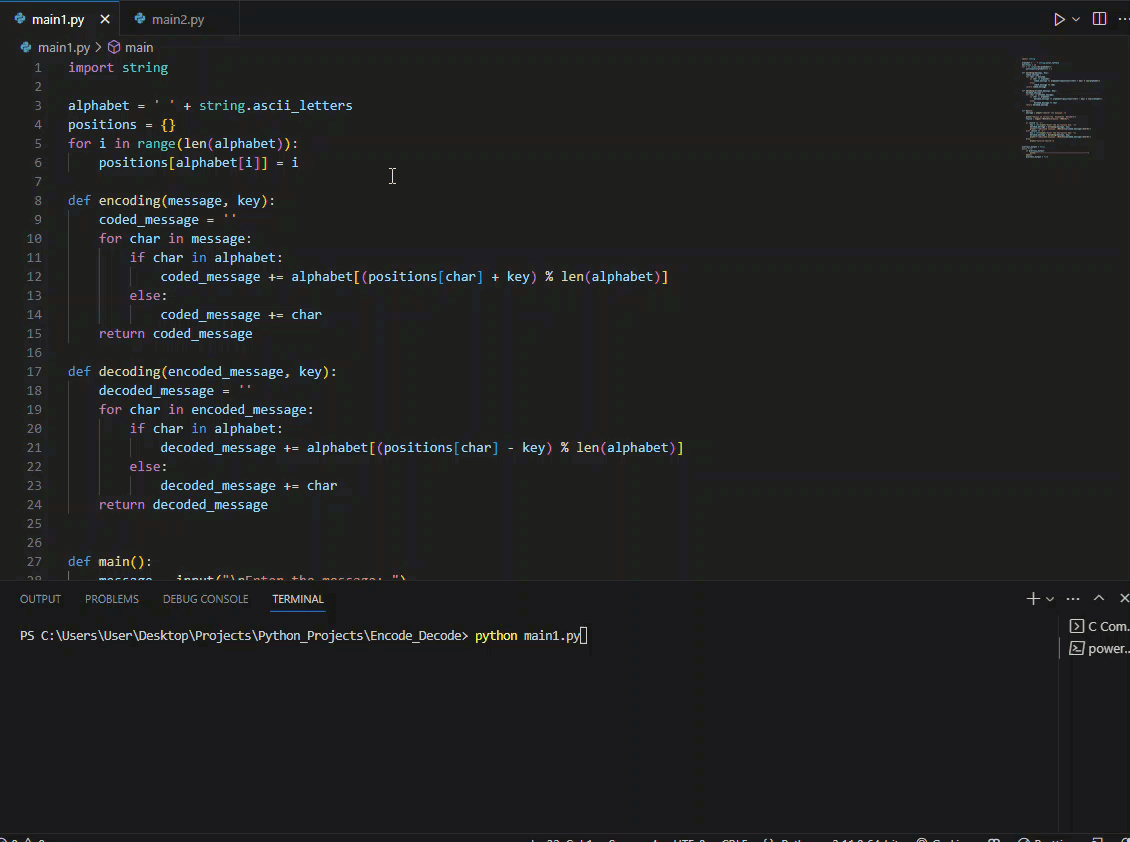 main1.py
main2.py
main1.py > main
1 import string
2
3 alphabet = ' ' + string.ascii_letters
4 positions = {}
5 for i in range(len(alphabet)):
6     positions[alphabet[i]] = i
7
8 def encoding(message, key):
9     coded_message = ''
10     for char in message:
11         if char in alphabet:
12             coded_message += alphabet[(positions[char] + key) % len(alphabet)]
13         else:
14             coded_message += char
15     return coded_message
16
17 def decoding(encoded_message, key):
18     decoded_message = ''
19     for char in encoded_message:
20         if char in alphabet:
21             decoded_message += alphabet[(positions[char] - key) % len(alphabet)]
22         else:
23             decoded_message += char
24     return decoded_message
25
26
27 def main():
28     message = input("\nEnter the message: ")
OUTPUT PROBLEMS DEBUG CONSOLE TERMINAL
PS C:\Users\User\Desktop\Projects\Python_Projects\Encode_Decode> python main1.py
C Com..
power..